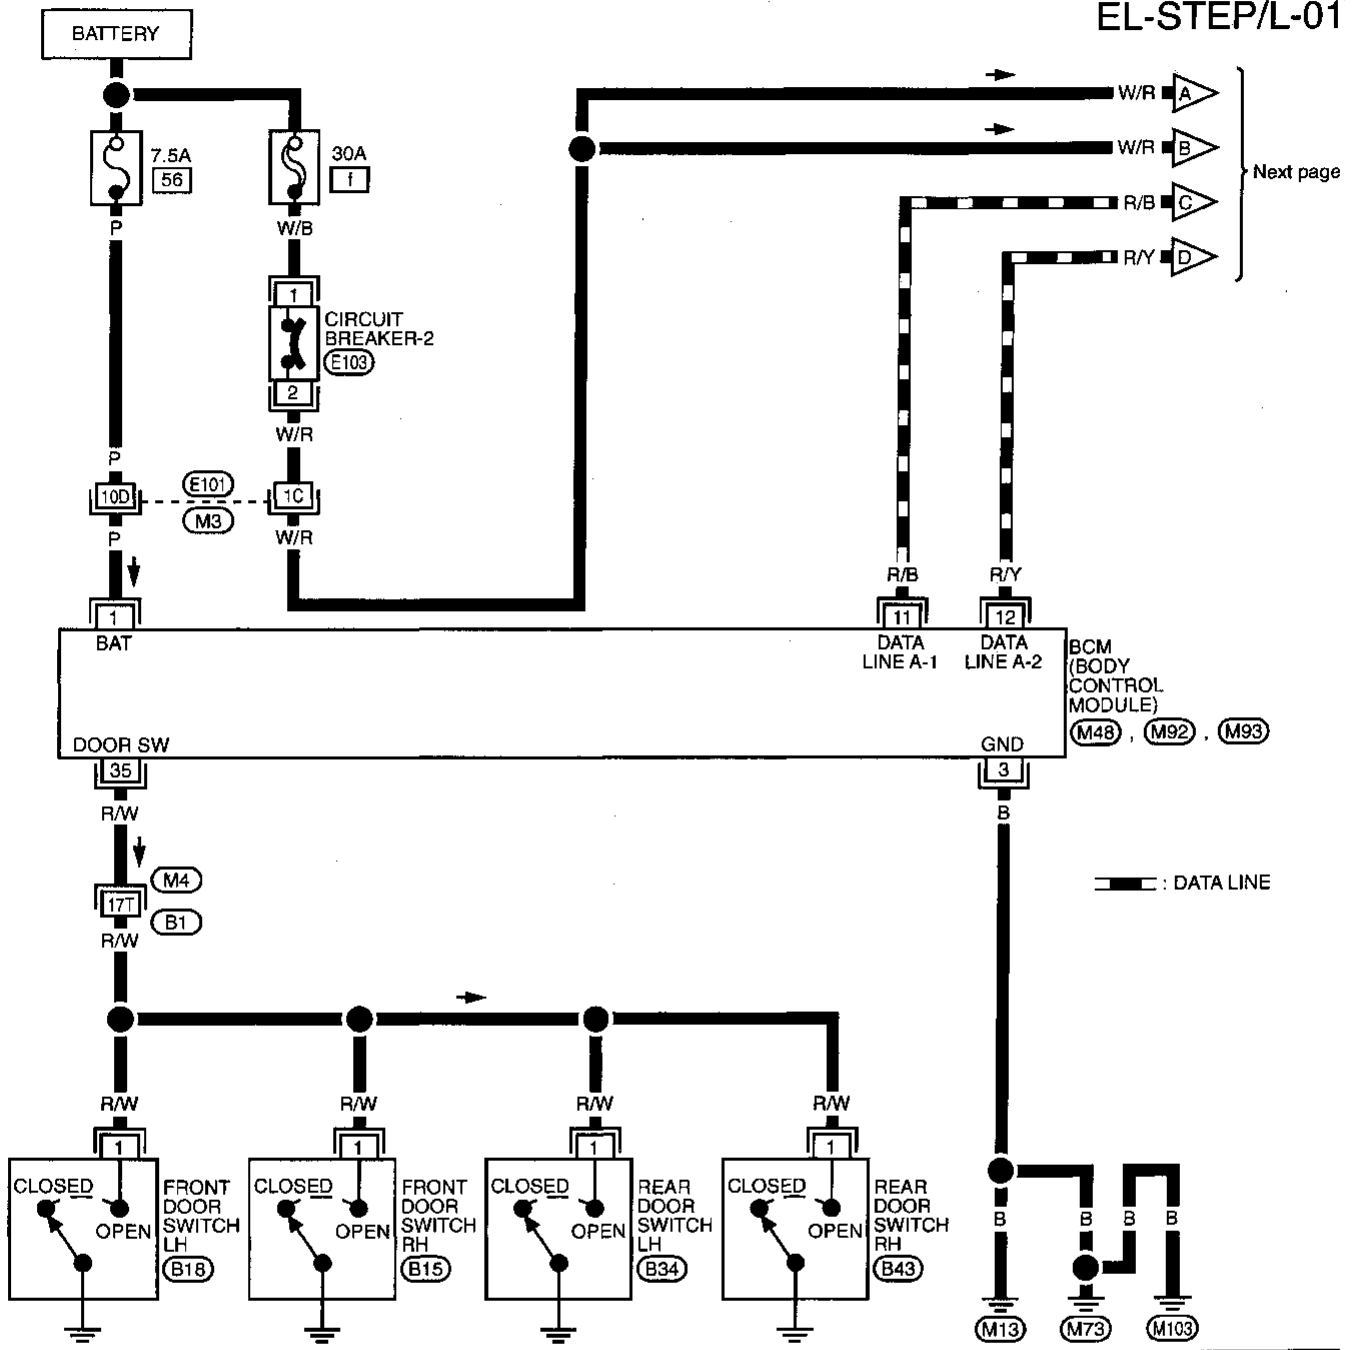 EL-STEP/L-01
BATTERY
7.5A
56
30A
f
P
W/B
W/R A
W/R B
R/B C
R/Y D
Next page
1
CIRCUIT
BREAKER-2
E103
2
W/R
P
10D
E101
M3
1C
P
W/R
R/B
R/Y
1
11
12
BAT
DATA
LINE A-1
DATA
LINE A-2
BCM
(BODY
CONTROL
MODULE)
M48 , M92 , M93
DOOR SW
GND
35
3
R/W
B
M4
17T
B1
R/W
: DATA LINE
R/W
R/W
R/W
R/W
1
1
1
1
CLOSED
OPEN
FRONT
DOOR
SWITCH
LH
B18
CLOSED
OPEN
FRONT
DOOR
SWITCH
RH
B15
CLOSED
OPEN
REAR
DOOR
SWITCH
LH
B34
CLOSED
OPEN
REAR
DOOR
SWITCH
RH
B43
B
B
B
B
M13
M73
M103